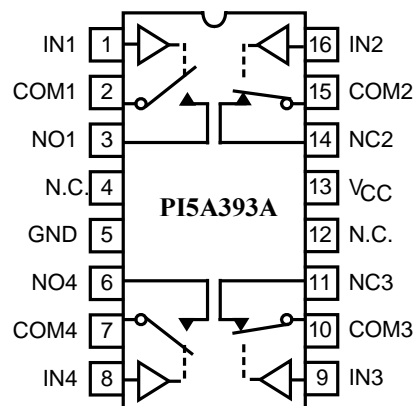 IN1 1 16 IN2
COM1 2 15 COM2
NO1 3 14 NC2
N.C. 4 13 VCC
PI5A393A
GND 5 12 N.C.
NO4 6 11 NC3
COM4 7 10 COM3
IN4 8 9 IN3